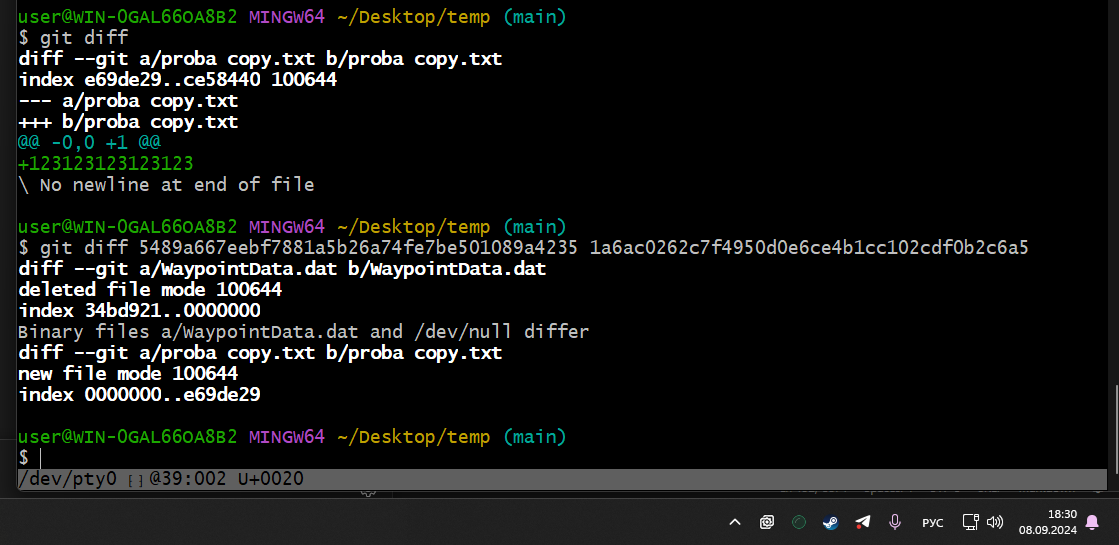 user@WIN-0GAL66OA8B2 MINGW64 ~/Desktop/temp (main)
$ git diff
diff --git a/proba copy.txt b/proba copy.txt
index e69de29..ce58440 100644
--- a/proba copy.txt
+++ b/proba copy.txt
@@ -0,0 +1 @@
+123123123123123
\ No newline at end of file
user@WIN-0GAL66OA8B2 MINGW64 ~/Desktop/temp (main)
$ git diff 5489a667eebf7881a5b26a74fe7be501089a4235 1a6ac0262c7f4950d0e6ce4b1cc102cdf0b2c6a5
diff --git a/WaypointData.dat b/WaypointData.dat
deleted file mode 100644
index 34bd921..0000000
Binary files a/WaypointData.dat and /dev/null differ
diff --git a/proba copy.txt b/proba copy.txt
new file mode 100644
index 0000000..e69de29
user@WIN-0GAL66OA8B2 MINGW64 ~/Desktop/temp (main)
$
/dev/pty0 [ ] @39:002 U+0020
РУС
18:30
08.09.2024